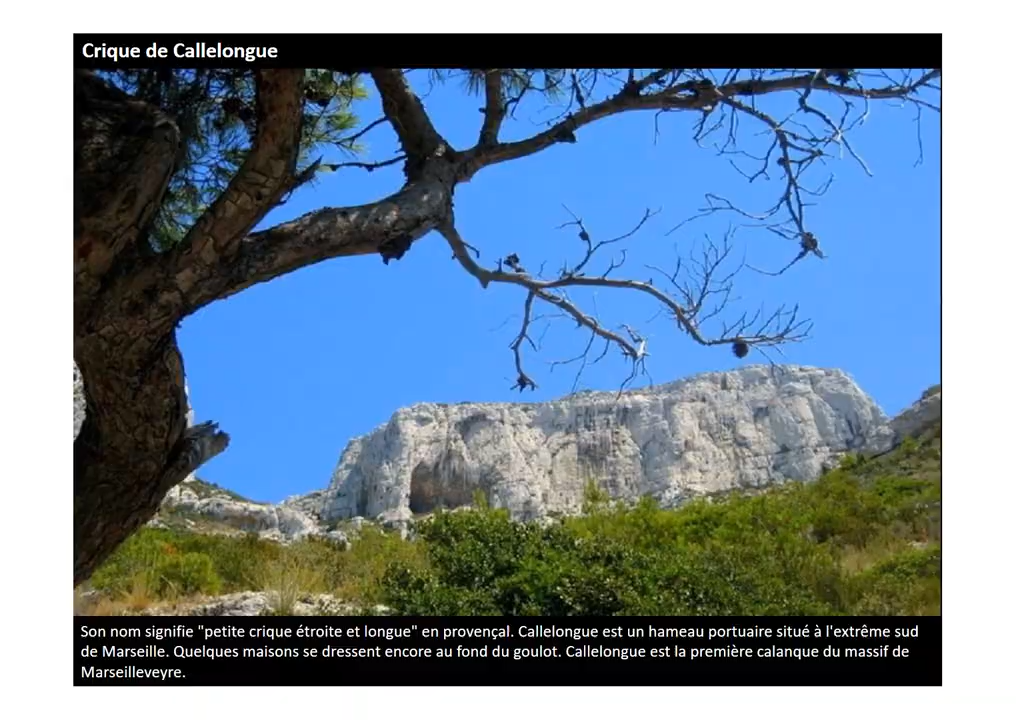 Crique de Callelongue
Son nom signifie "petite crique étroite et longue" en provençal. Callelongue est un hameau portuaire situé à l'extrême sud
de Marseille. Quelques maisons se dressent encore au fond du goulot. Callelongue est la première calanque du massif de
Marseilleveyre.